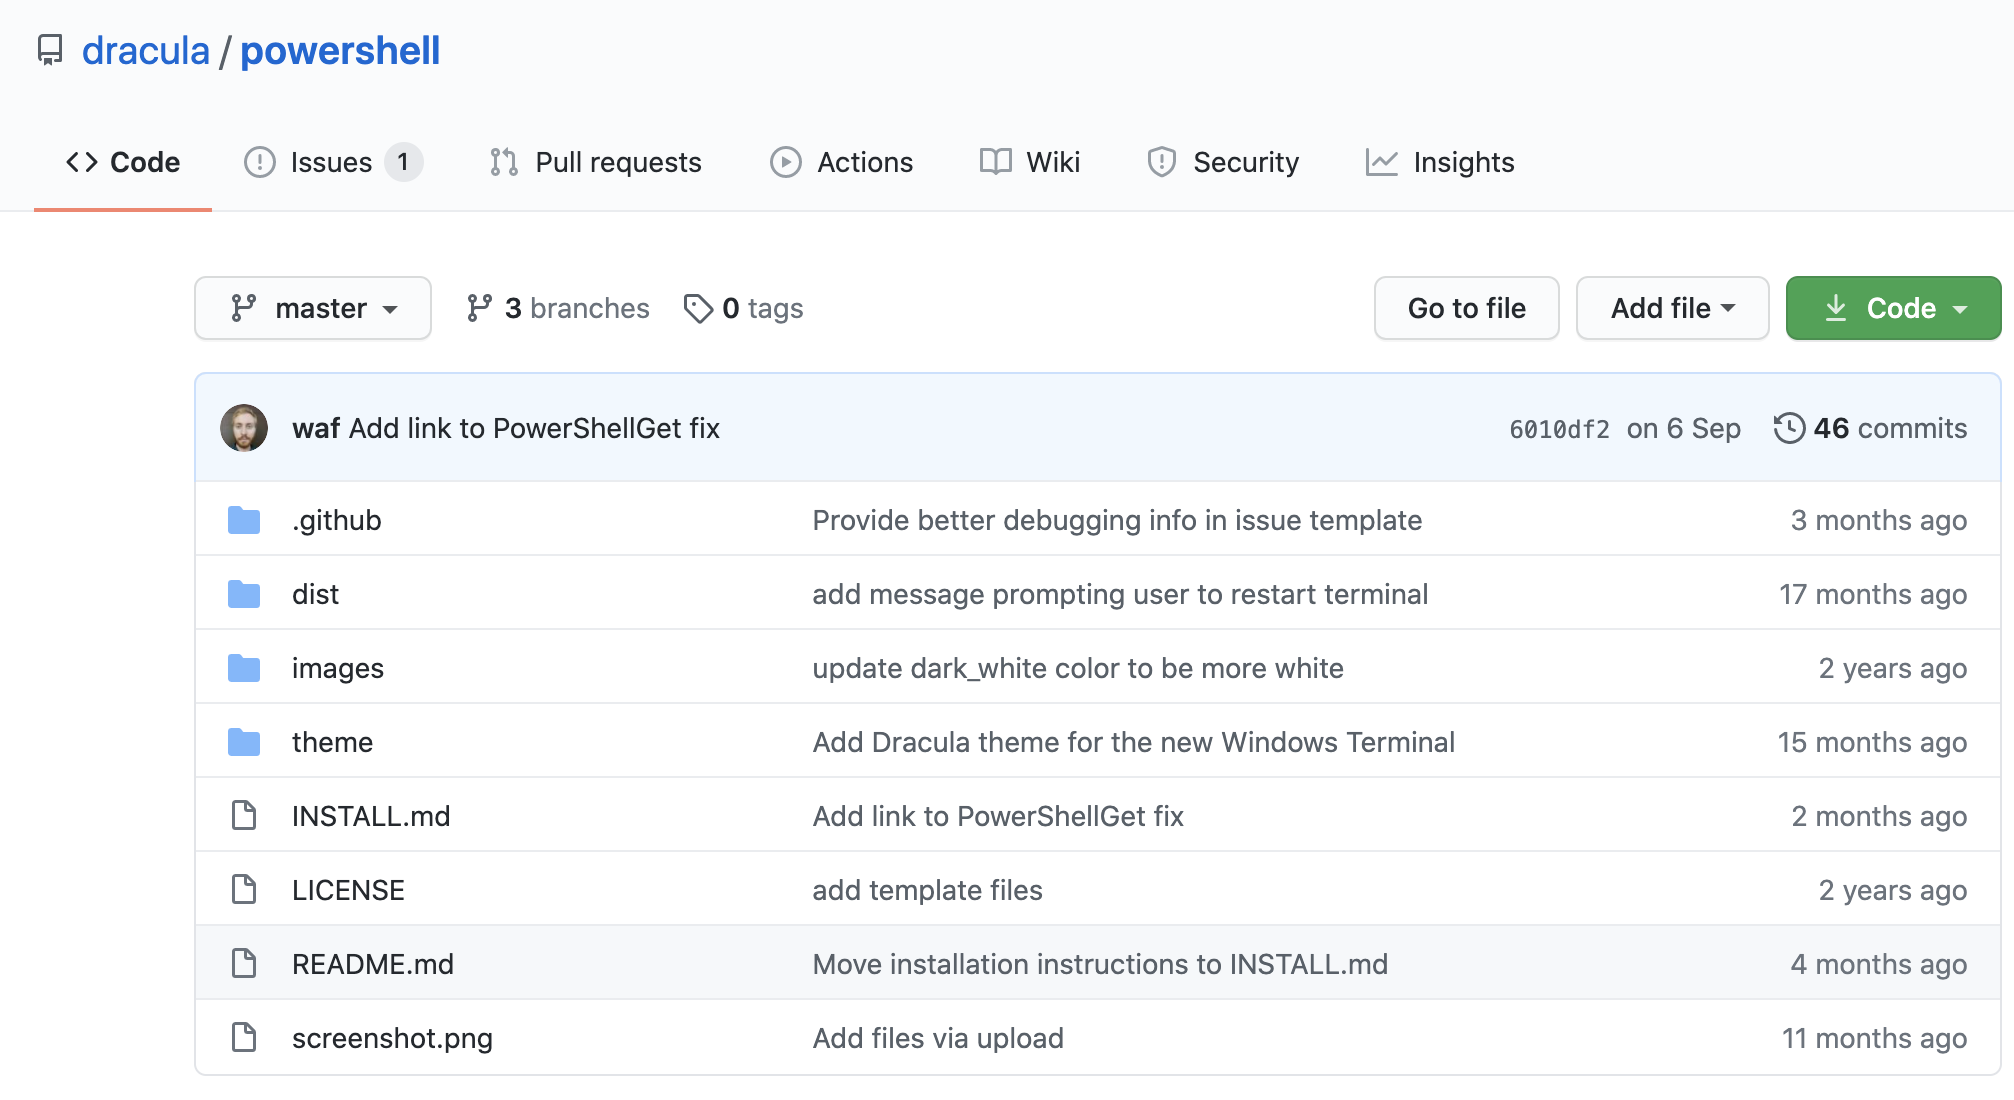 dracula / powershell
Code Issues 1 Pull requests Actions Wiki Security Insights
master 3 branches 0 tags Go to file Add file Code
waf Add link to PowerShellGet fix 6010df2 on 6 Sep 46 commits
.github Provide better debugging info in issue template 3 months ago
dist add message prompting user to restart terminal 17 months ago
images update dark_white color to be more white 2 years ago
theme Add Dracula theme for the new Windows Terminal 15 months ago
INSTALL.md Add link to PowerShellGet fix 2 months ago
LICENSE add template files 2 years ago
README.md Move installation instructions to INSTALL.md 4 months ago
screenshot.png Add files via upload 11 months ago